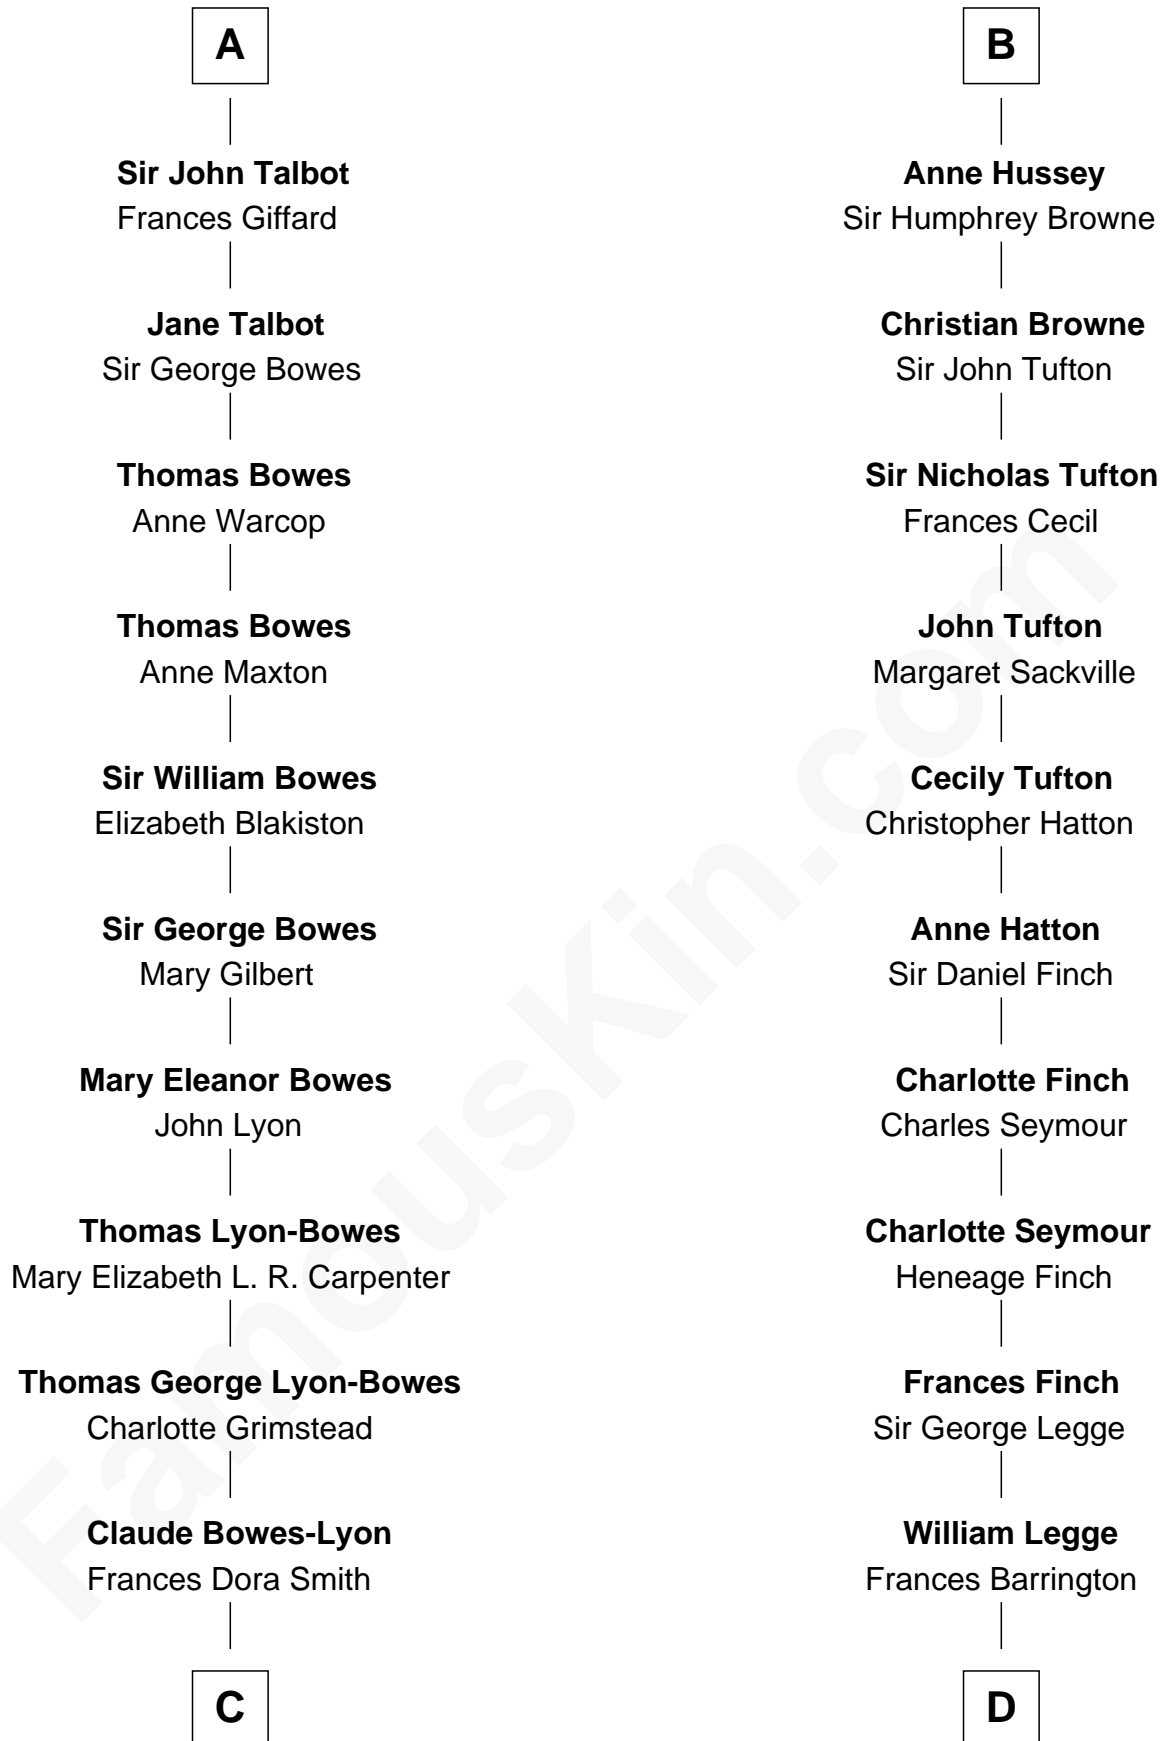 A
Sir John Talbot
Frances Giffard
Jane Talbot
Sir George Bowes
Thomas Bowes
Anne Warcop
Thomas Bowes
Anne Maxton
Sir William Bowes
Elizabeth Blakiston
Sir George Bowes
Mary Gilbert
Mary Eleanor Bowes
John Lyon
Thomas Lyon-Bowes
Mary Elizabeth L. R. Carpenter
Thomas George Lyon-Bowes
Charlotte Grimstead
Claude Bowes-Lyon
Frances Dora Smith
C
B
Anne Hussey
Sir Humphrey Browne
Christian Browne
Sir John Tufton
Sir Nicholas Tufton
Frances Cecil
John Tufton
Margaret Sackville
Cecily Tufton
Christopher Hatton
Anne Hatton
Sir Daniel Finch
Charlotte Finch
Charles Seymour
Charlotte Seymour
Heneage Finch
Frances Finch
Sir George Legge
William Legge
Frances Barrington
D
FamousKin.com